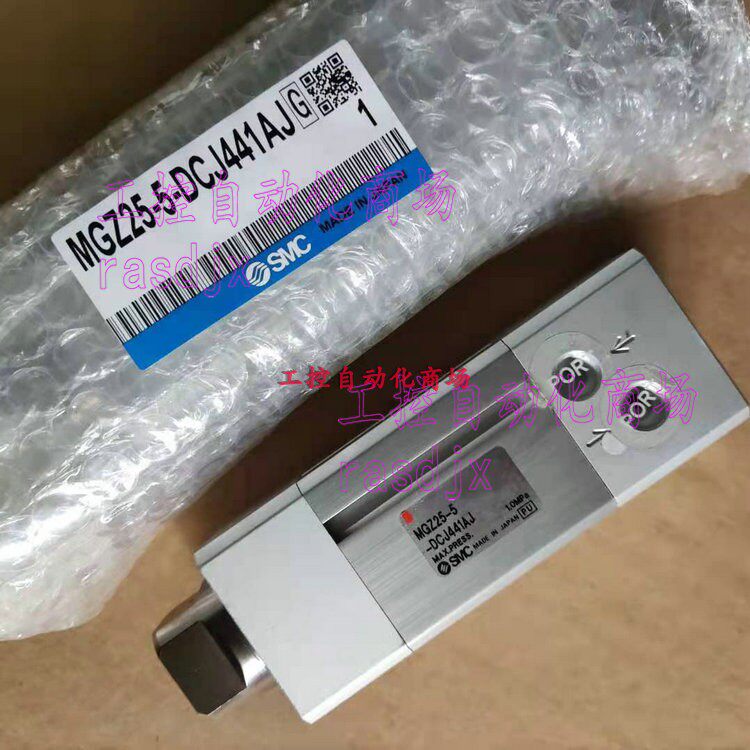 MGZ25-5-DCJ441AJ G
1
MADE IN JAPAN
SMC
工控自动化商场
rasdjx
工控自动化商场
工控自动化商场
rasdjx
POR
POR
MGZ25-5
-DCJ441AJ
MAX.PRESS. 1.0MPa
SMC MADE IN JAPAN PU